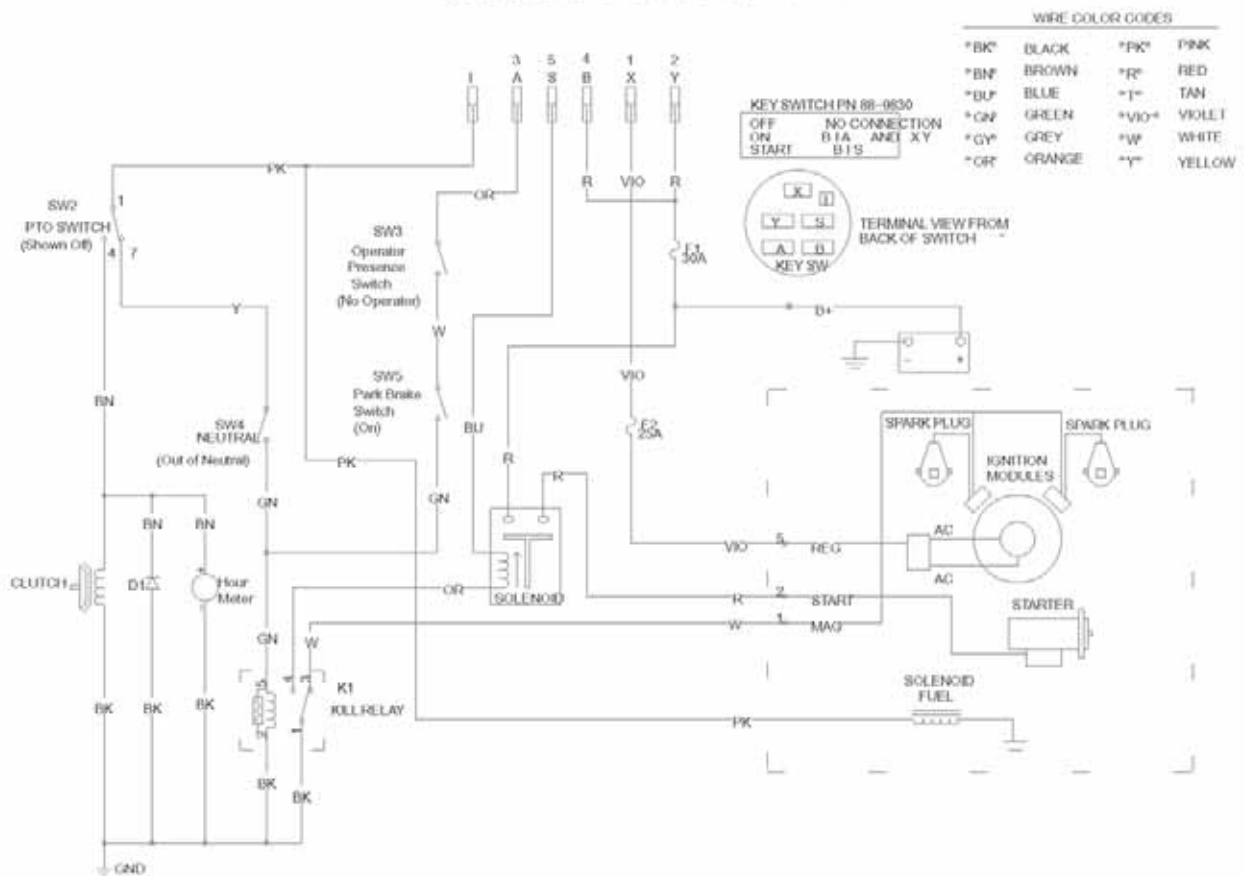 WIRE COLOR CODES
"BK" BLACK "PK" PINK
"BN" BROWN "R" RED
"BU" BLUE "T" TAN
"GN" GREEN "VIO" VIOLET
"GY" GREY "W" WHITE
"OR" ORANGE "Y" YELLOW
3 5 4 1 2
I A S B X Y
KEY SWITCH PN 88-9830
OFF NO CONNECTION
ON B I A AND X Y
START B I S
X
I
Y S
A B
KEY SW
TERMINAL VIEW FROM
BACK OF SWITCH
PK
OR
R
VIO
R
SW2
PTO SWITCH
(Shown Off)
1
4 7
SW3
Operator
Presence
Switch
(No Operator)
F1
30A
Y
W
B+
- +
BN
SW5
Park Brake
Switch
(On)
VIO
SW4
NEUTRAL
(Out of Neutral)
BU
F2
25A
SPARK PLUG
SPARK PLUG
IGNITION
MODULES
PK
R
R
GN
GN
BN
BN
VIO
5
REG
AC
AC
CLUTCH
D1
Hour
Meter
+
-
OR
SOLENOID
R
2
START
STARTER
W
1
MAG
GN
W
5
4
3
K1
KILL RELAY
2
1
SOLENOID
FUEL
BK
BK
BK
PK
BK
BK
GND